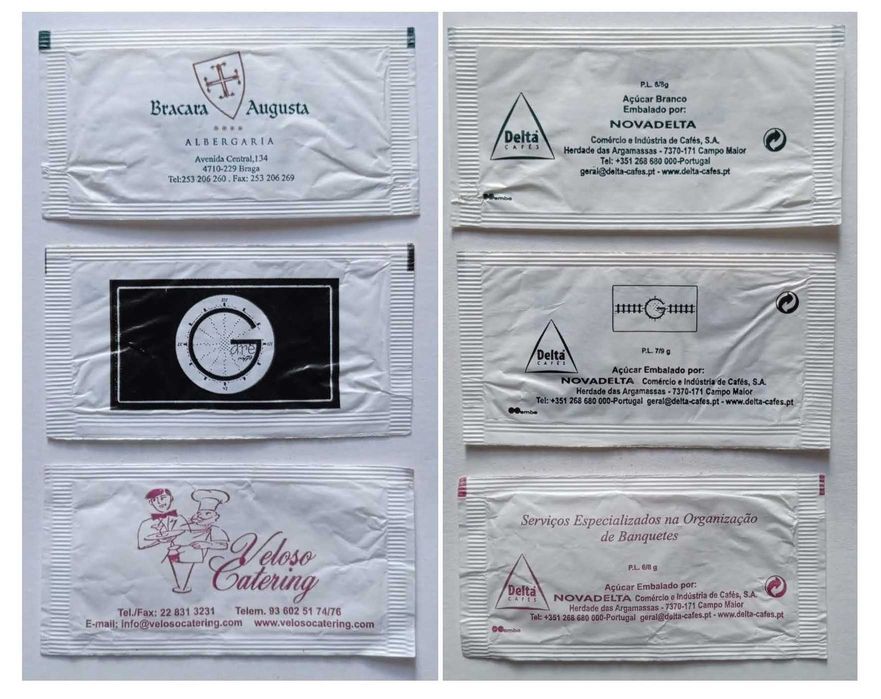 Bracara Augusta
ALBERGARIA
Avenida Central,134
4710-229 Braga
Tel:253 206 260 . Fax: 253 206 269
Gare
Veloso
Catering
Tel./Fax: 22 831 3231 Telem. 93 602 51 74/76
E-mail; info@velosocatering.com www.velosocatering.com
P.L. 6/8g
Açúcar Branco
Embalado por:
NOVADELTA
Delta
CAFÉS
Comércio e Indústria de Cafés, S.A.
Herdade das Argamassas - 7370-171 Campo Maior
Tel: +351 268 680 000-Portugal
geral@delta-cafes.pt - www.delta-cafes.pt
emba
G
P.L. 7/9 g
Delta
CAFÉS
Açúcar Embalado por:
NOVADELTA Comércio e Indústria de Cafés, S.A.
Herdade das Argamassas - 7370-171 Campo Maior
Tel: +351 268 680 000-Portugal geral@delta-cafes.pt - www.delta-cafes.pt
emba
Serviços Especializados na Organização
de Banquetes
P.L. 6/8 g
Delta
CAFÉS
Açúcar Embalado por:
NOVADELTA Comércio e Indústria de Cafés, S.A.
Herdade das Argamassas - 7370-171 Campo Maior
Tel: +351 268 680 000-Portugal geral@delta-cafes.pt - www.delta-cafes.pt
emba